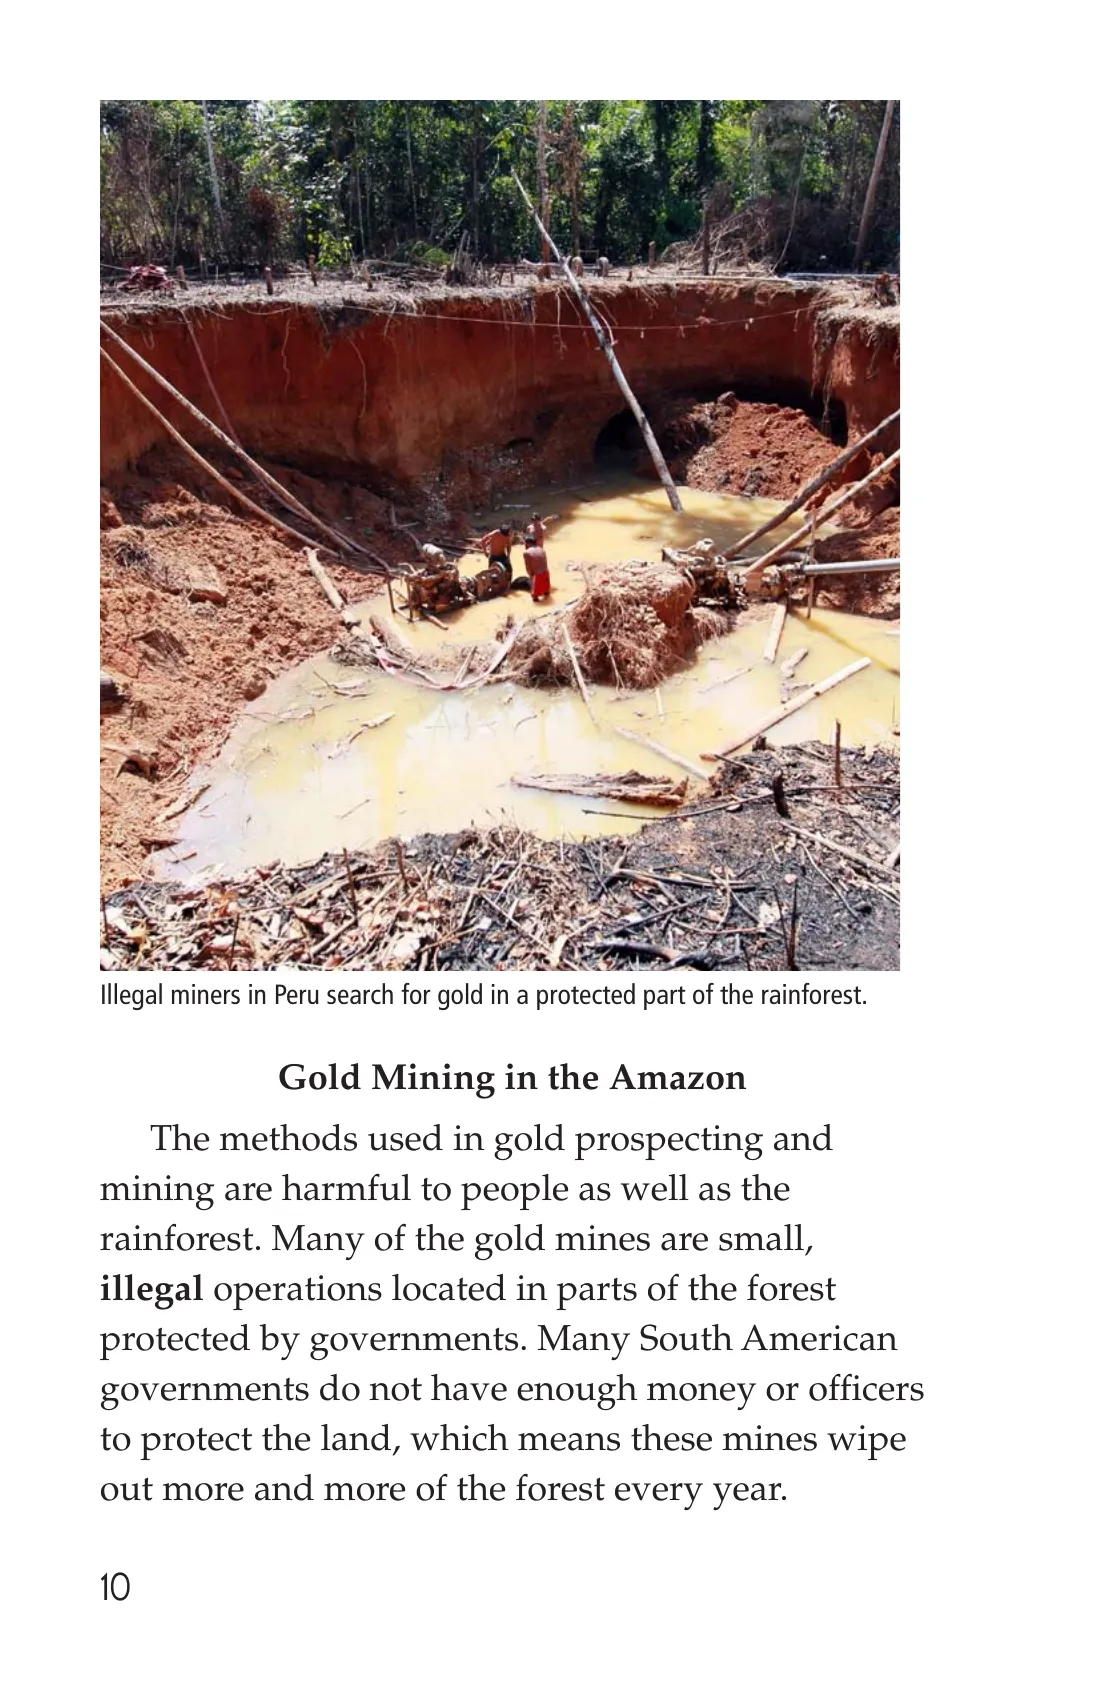 Illegal miners in Peru search for gold in a protected part of the rainforest.
Gold Mining in the Amazon
The methods used in gold prospecting and
mining are harmful to people as well as the
rainforest. Many of the gold mines are small,
illegal operations located in parts of the forest
protected by governments. Many South American
governments do not have enough money or officers
to protect the land, which means these mines wipe
out more and more of the forest every year.
10